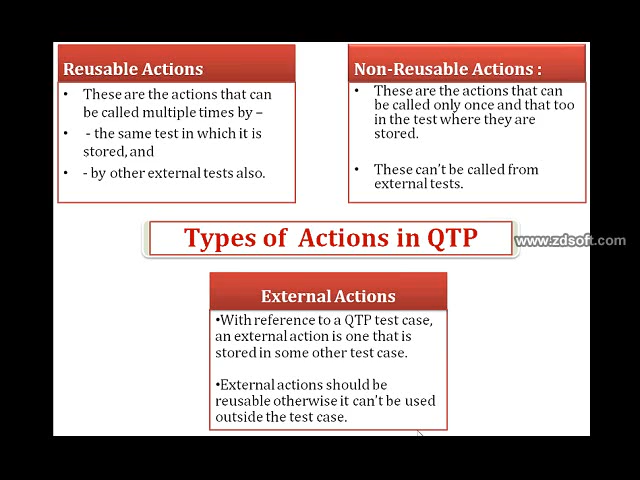 Reusable Actions
• These are the actions that can
be called multiple times by –
• - the same test in which it is
stored, and
• - by other external tests also.
Non-Reusable Actions :
• These are the actions that can
be called only once and that too
in the test where they are
stored.
• These can't be called from
external tests.
Types of Actions in QTP
www.zdsoft.com
External Actions
•With reference to a QTP test case,
an external action is one that is
stored in some other test case.
•External actions should be
reusable otherwise it can't be used
outside the test case.